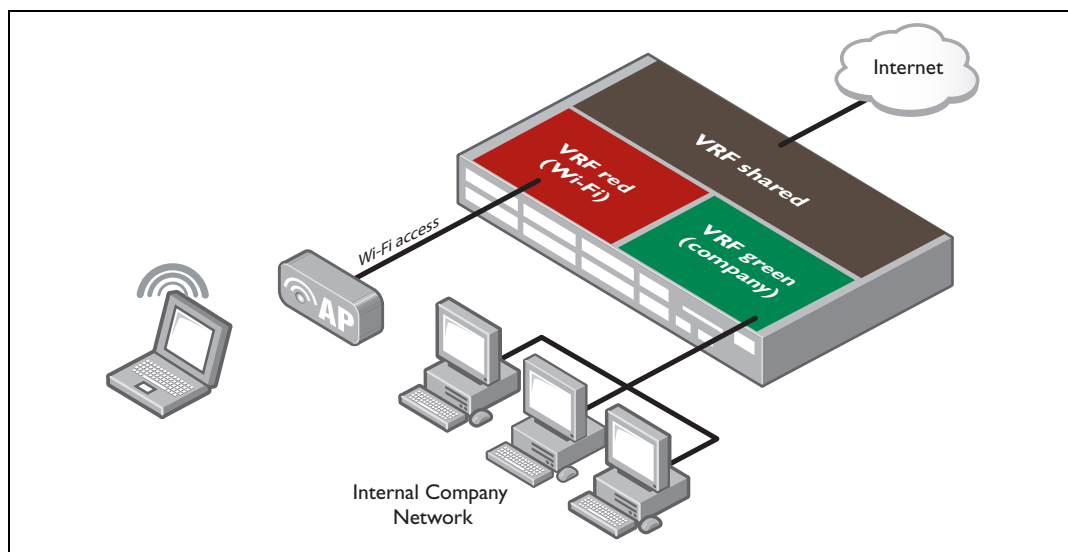 Internet
VRF shared
VRF red
(Wi-Fi)
VRF green
(company)
Wi-Fi access
AP
Internal Company
Network